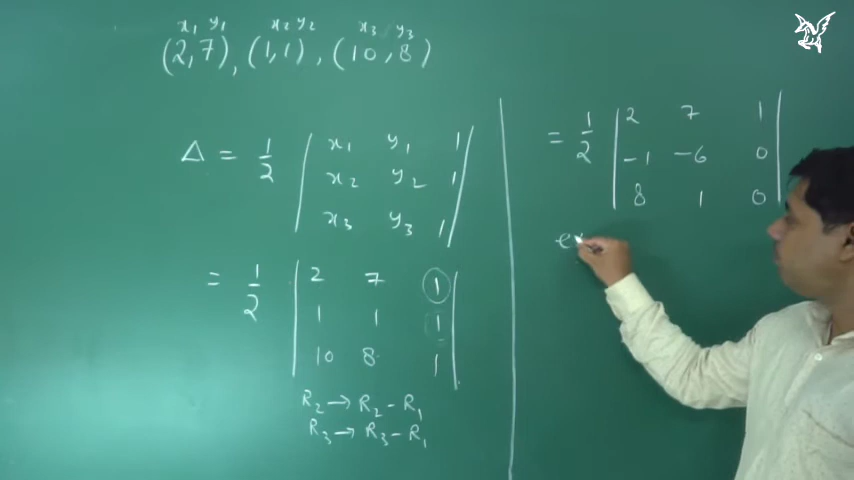 x₁ y₁ x₂ y₂ x₃ y₃
(2,7), (1,1), (10,8)
Δ = 1/2 | x₁ y₁ 1 |
| x₂ y₂ 1 |
| x₃ y₃ 1 |
= 1/2 | 2 7 1 |
| 1 1 1 |
| 10 8 1 |
R₂ → R₂ - R₁
R₃ → R₃ - R₁
= 1/2 | 2 7 1 |
| -1 -6 0 |
| 8 1 0 |